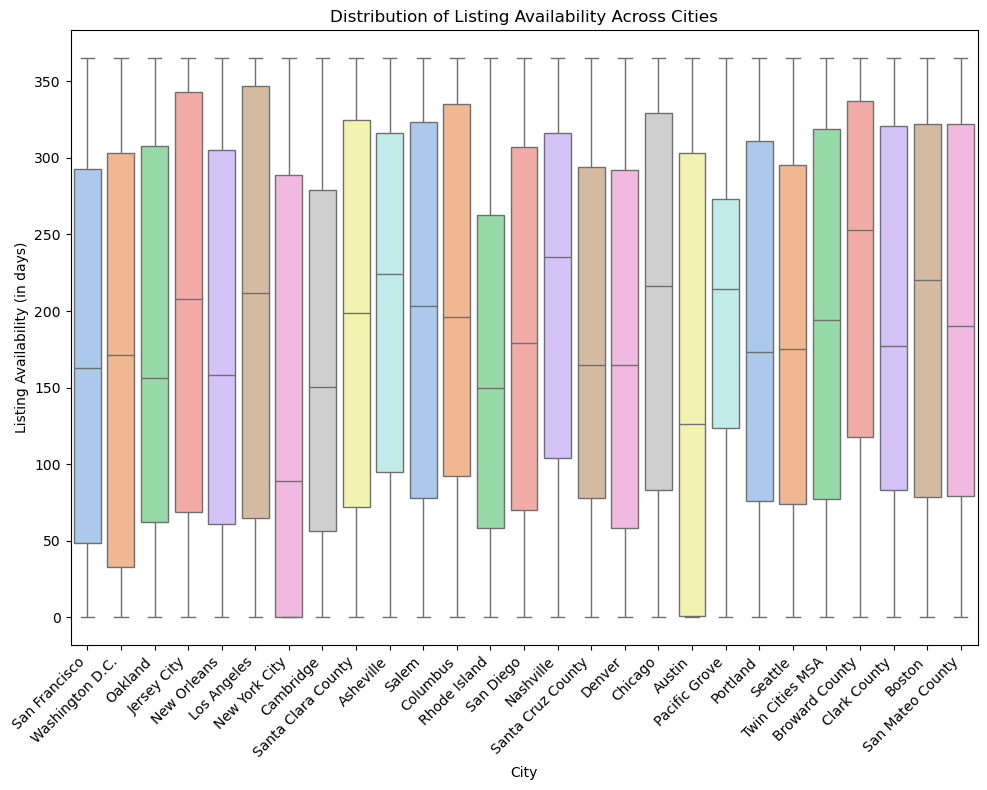 Distribution of Listing Availability Across Cities
Listing Availability (in days)
350
300
250
200
150
100
50
0
San Francisco
Washington D.C.
Oakland
Jersey City
New Orleans
Los Angeles
New York City
Cambridge
Santa Clara County
Asheville
Salem
Columbus
Rhode Island
San Diego
Nashville
Santa Cruz County
Denver
Chicago
Austin
Pacific Grove
Portland
Seattle
Twin Cities MSA
Broward County
Clark County
Boston
San Mateo County
City